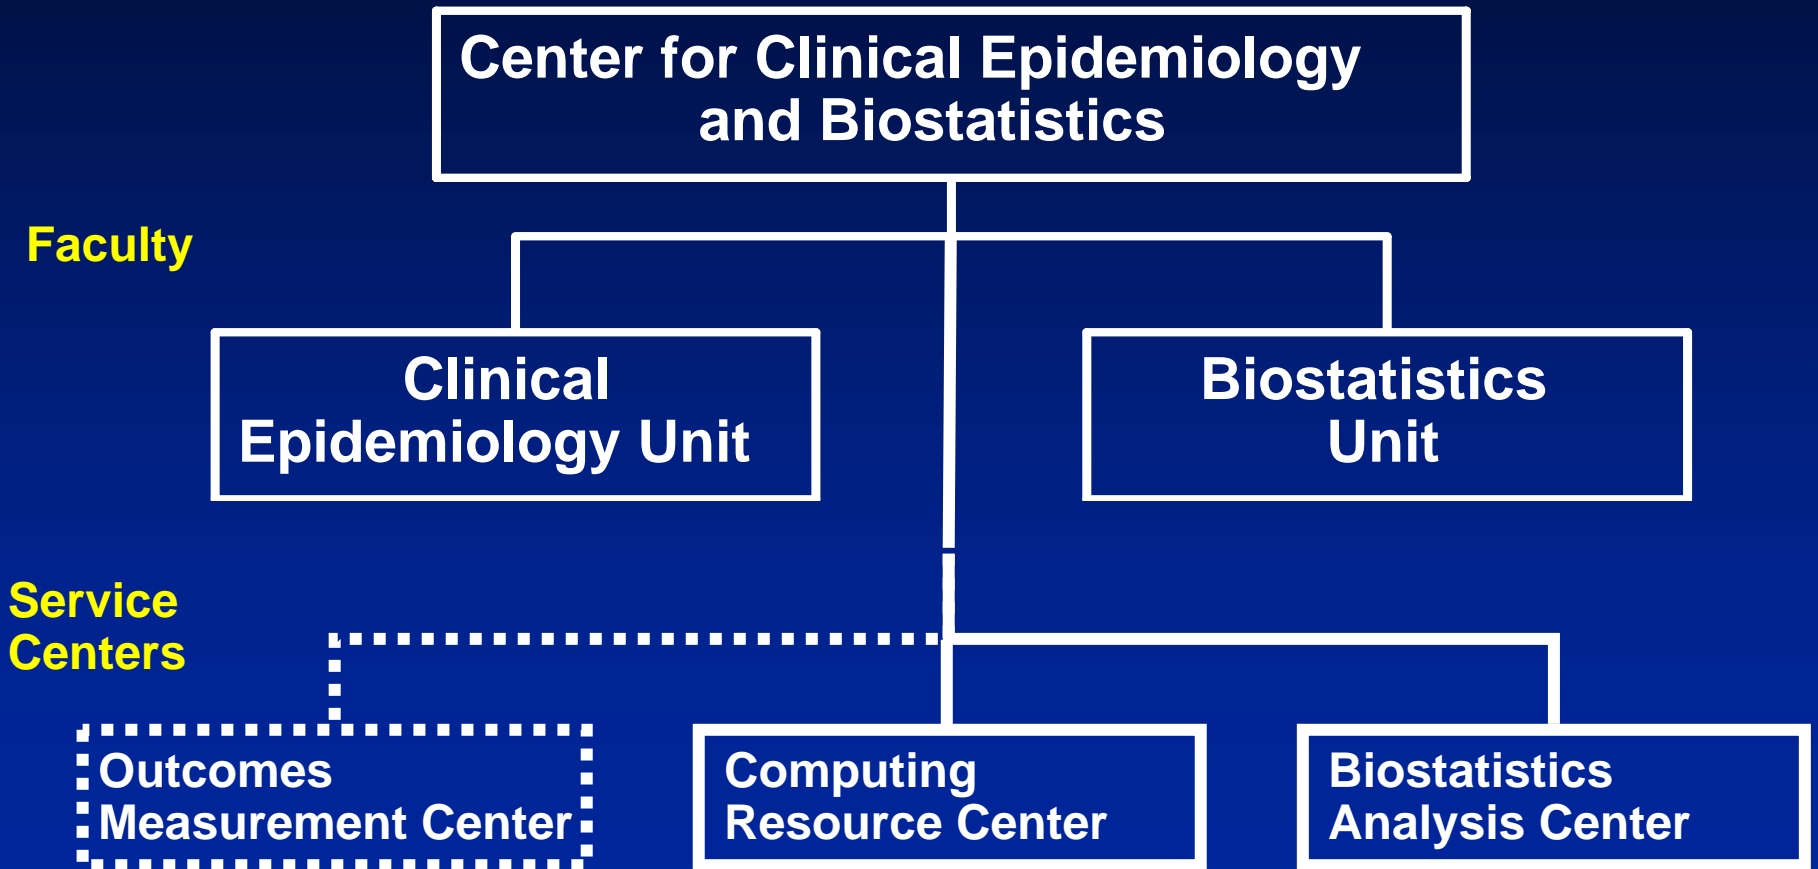 Center for Clinical Epidemiology
and Biostatistics
Faculty
Clinical
Epidemiology Unit
Biostatistics
Unit
Service
Centers
Outcomes
Measurement Center
Computing
Resource Center
Biostatistics
Analysis Center